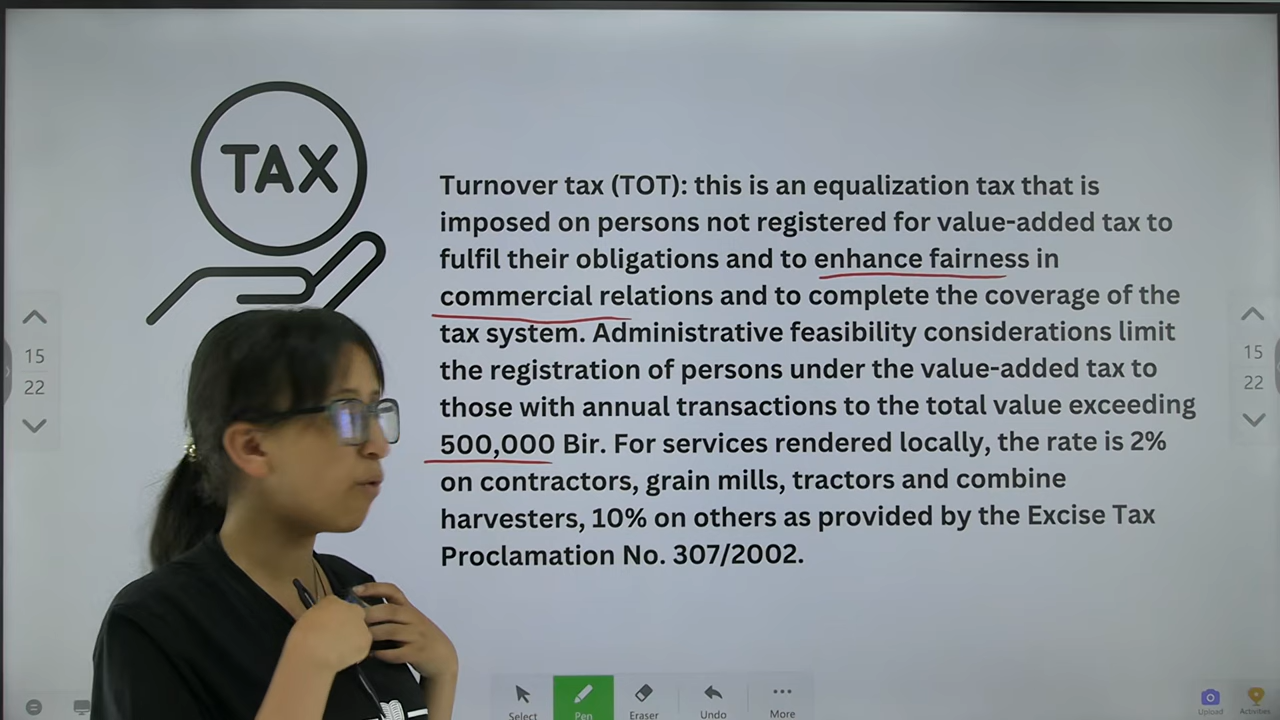 TAX
Turnover tax (TOT): this is an equalization tax that is
imposed on persons not registered for value-added tax to
fulfil their obligations and to enhance fairness in
commercial relations and to complete the coverage of the
tax system. Administrative feasibility considerations limit
the registration of persons under the value-added tax to
those with annual transactions to the total value exceeding
500,000 Bir. For services rendered locally, the rate is 2%
on contractors, grain mills, tractors and combine
harvesters, 10% on others as provided by the Excise Tax
Proclamation No. 307/2002.
15
22
15
22
Select
Pen
Eraser
Undo
More
Upload
Activities